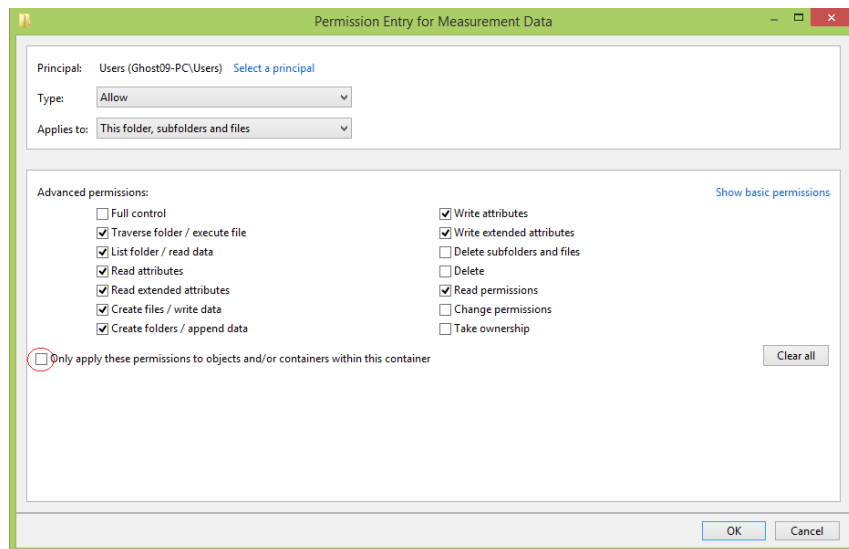 Permission Entry for Measurement Data
Principal: Users (Ghost09-PC\Users) Select a principal
Type: Allow
Applies to: This folder, subfolders and files
Advanced permissions: Show basic permissions
Full control Write attributes
Traverse folder / execute file Write extended attributes
List folder / read data Delete subfolders and files
Read attributes Delete
Read extended attributes Read permissions
Create files / write data Change permissions
Create folders / append data Take ownership
Only apply these permissions to objects and/or containers within this container Clear all
OK Cancel